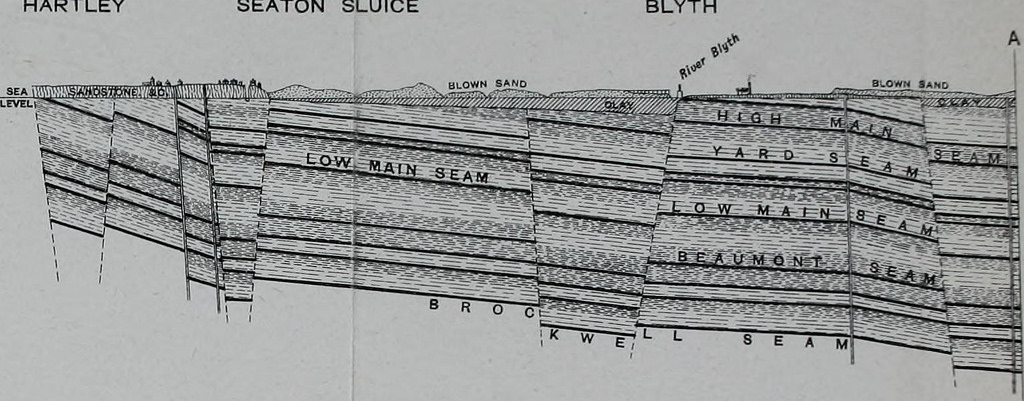 HARTLEY SEATON SLUICE BLYTH
River Blyth
A
SEA LEVEL
SANDSTONE &C.
BLOWN SAND
BLOWN SAND
CLAY
CLAY
HIGH MAIN SEAM
YARD SEAM
LOW MAIN SEAM
LOW MAIN SEAM
BEAUMONT SEAM
BROCKWELL SEAM